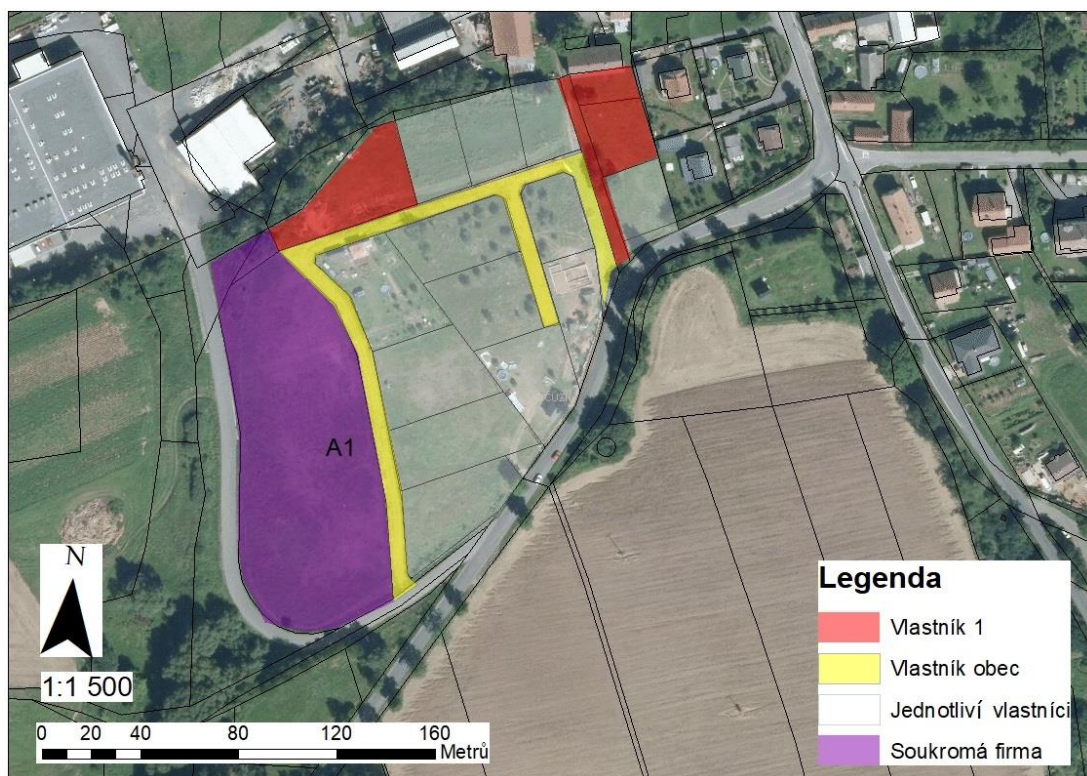 A1
N
1:1 500
0 20 40 80 120 160
Metrů
Legenda
Vlastník 1
Vlastník obec
Jednotliví vlastníci
Soukromá firma